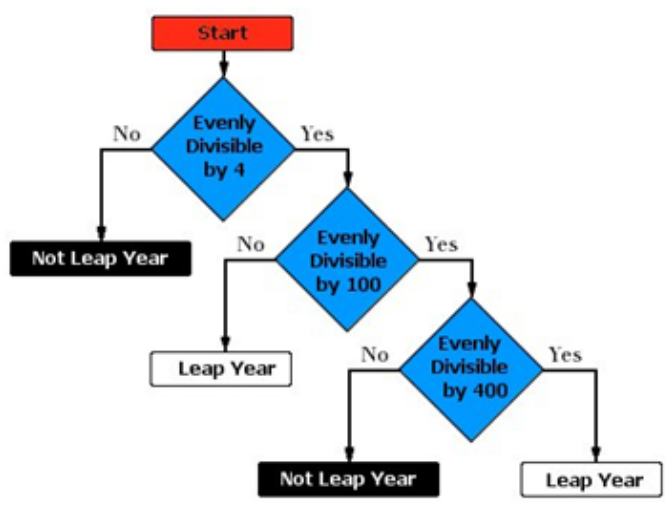 Start
No
Yes
Evenly
Divisible
by 4
Not Leap Year
No
Yes
Evenly
Divisible
by 100
Leap Year
No
Yes
Evenly
Divisible
by 400
Not Leap Year
Leap Year